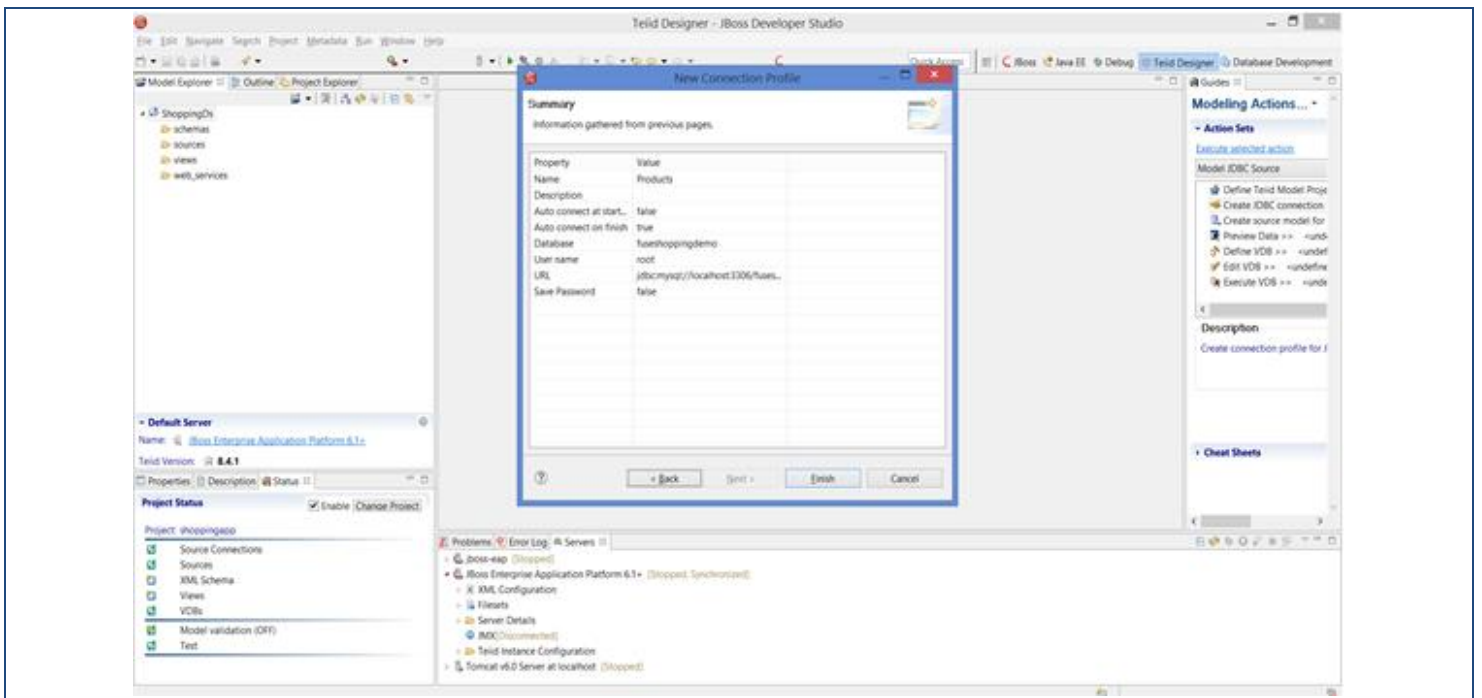 Teiid Designer - JBoss Developer Studio
File Edit Navigate Search Project Metadata Run Window Help
Quick Access JBoss Java EE Debug Teiid Designer Database Development
Model Explorer Outline Project Explorer
ShoppingDs
schemas
sources
views
web_services
Default Server
Name: JBoss Enterprise Application Platform 6.1+
Teiid Version: 8.4.1
Properties Description Status
Project Status Enable Change Project
Project: shoppingapp
Source Connections
Sources
XML Schema
Views
VDBs
Model validation (OFF)
Test
New Connection Profile
Summary
Information gathered from previous pages.
Property Value
Name Products
Description
Auto connect at start... false
Auto connect on finish true
Database fuseshoppingdemo
User name root
URL jdbc:mysql://localhost:3306/fuses...
Save Password false
< Back Next > Finish Cancel
Problems Error Log Servers
jboss-eap [Stopped]
JBoss Enterprise Application Platform 6.1+ [Stopped, Synchronized]
XML Configuration
Filesets
Server Details
JMX[Disconnected]
Teiid Instance Configuration
Tomcat v6.0 Server at localhost [Stopped]
Guides
Modeling Actions...
Action Sets
Execute selected action
Model JDBC Source
Define Teiid Model Proje
Create JDBC connection
Create source model for
Preview Data >> <unde
Define VDB >> <undef
Edit VDB >> <undefine
Execute VDB >> <unde
Description
Create connection profile for J
Cheat Sheets